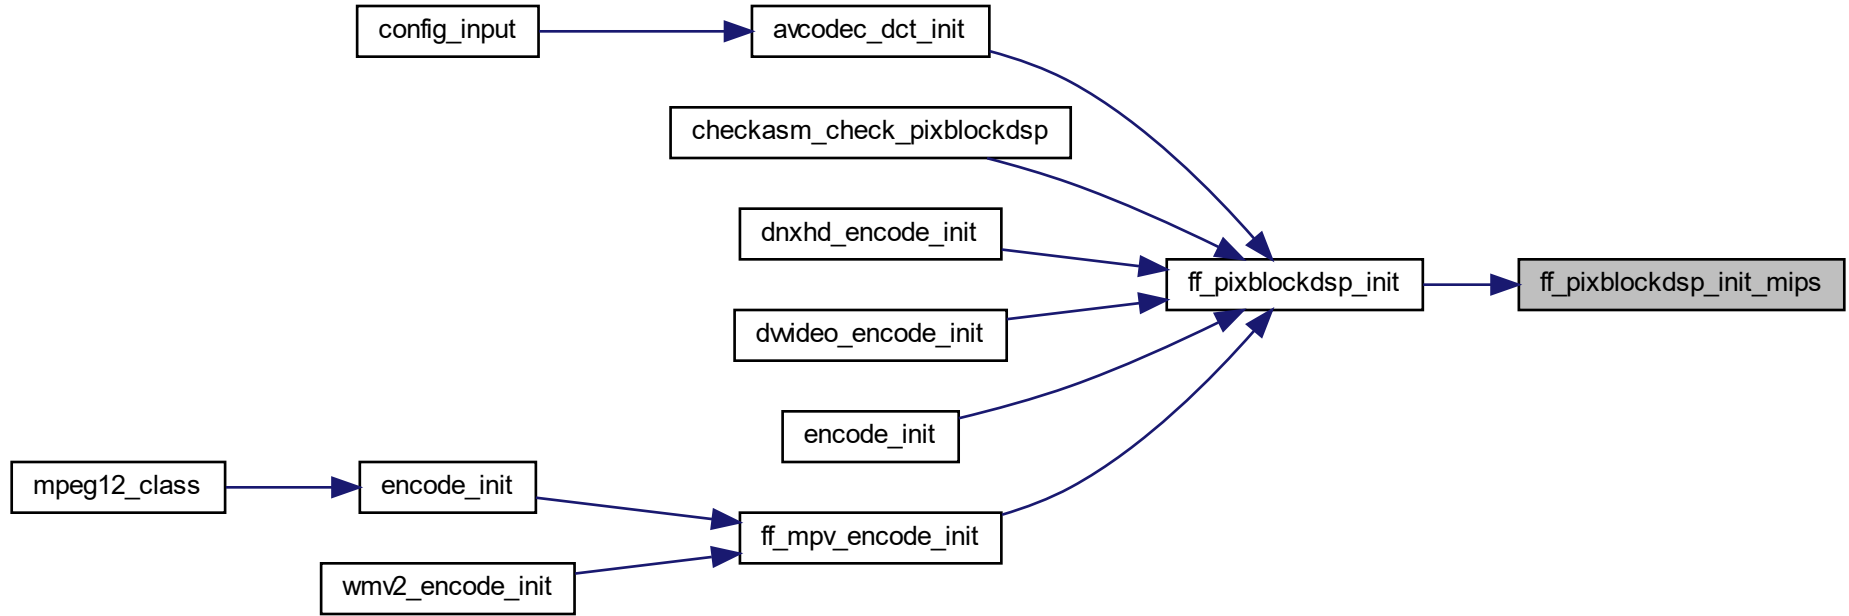 config_input
avcodec_dct_init
checkasm_check_pixblockdsp
dnxhd_encode_init
ff_pixblockdsp_init
ff_pixblockdsp_init_mips
dvvideo_encode_init
encode_init
mpeg12_class
encode_init
ff_mpv_encode_init
wmv2_encode_init